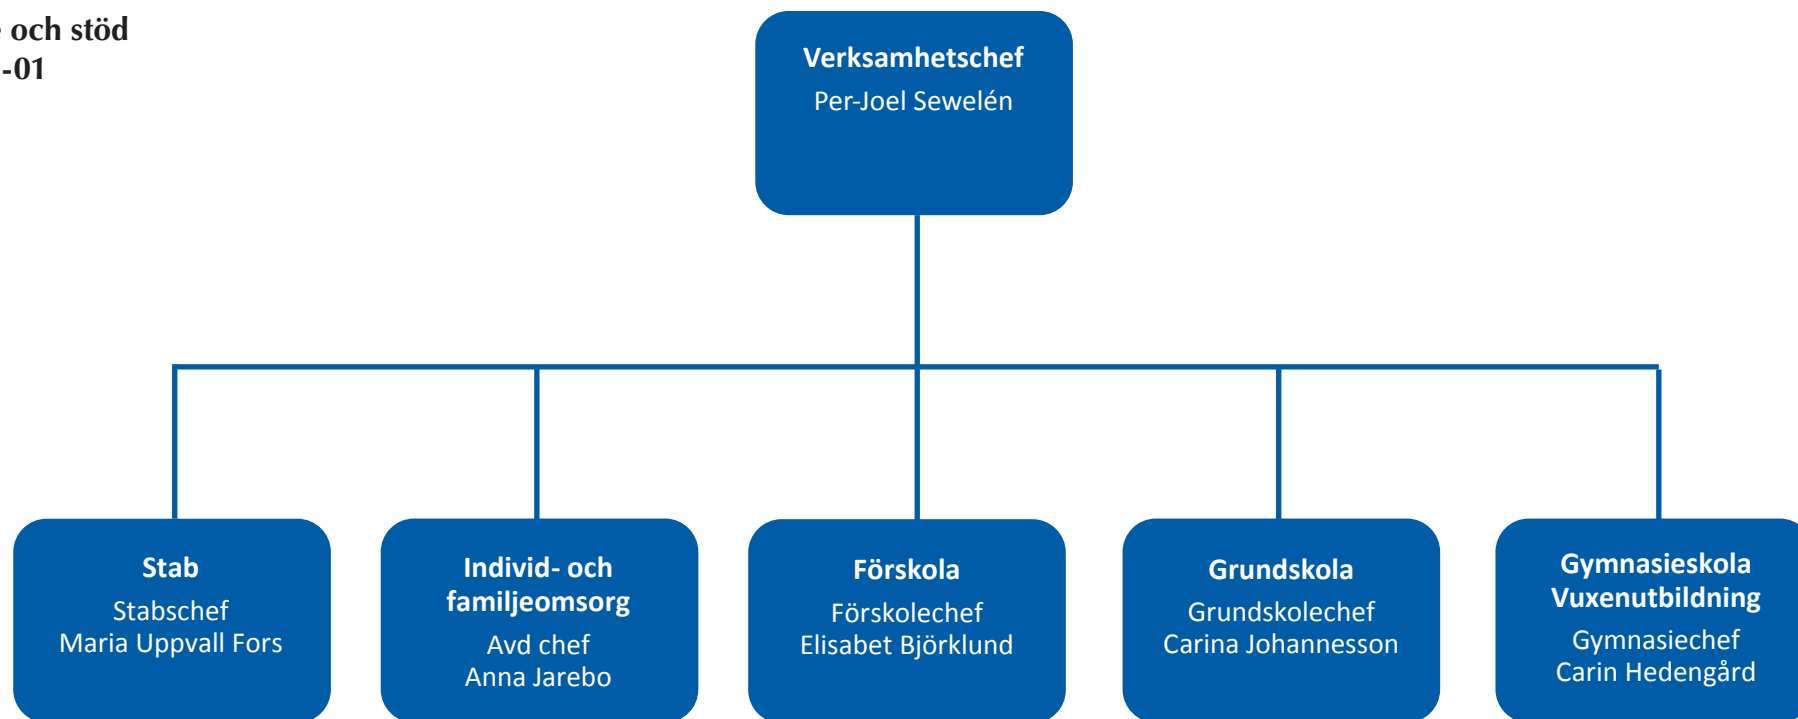 och stöd
-01
Verksamhetschef
Per-Joel Sewelén
Stab
Stabschef
Maria Uppvall Fors
Individ- och
familjeomsorg
Avd chef
Anna Jarebo
Förskola
Förskolechef
Elisabet Björklund
Grundskola
Grundskolechef
Carina Johannesson
Gymnasieskola
Vuxenutbildning
Gymnasiechef
Carin Hedengård